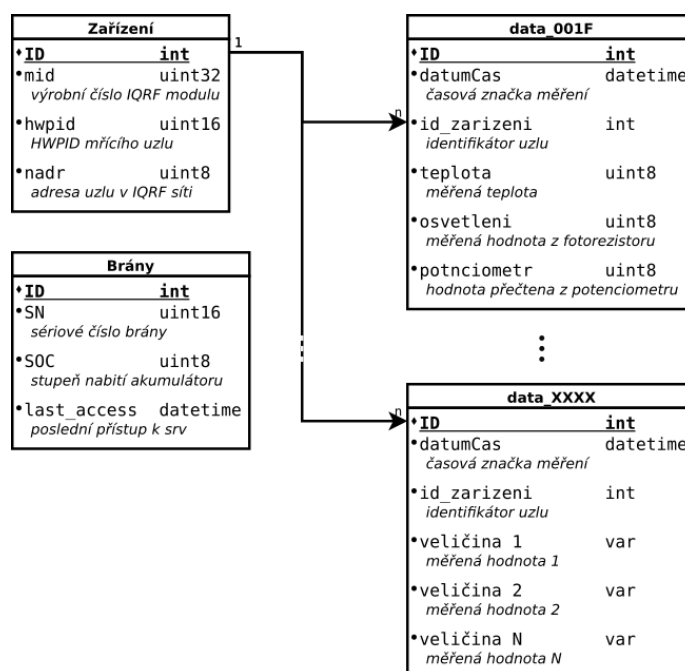 Zařízení
ID int
mid uint32
výrobní číslo IQRF modulu
hwpid uint16
HWPID mřícího uzlu
nadr uint8
adresa uzlu v IQRF síti
1
Brány
ID int
SN uint16
sériové číslo brány
SOC uint8
stupeň nabití akumulátoru
last_access datetime
poslední přístup k srv
data_001F
ID int
datumCas datetime
časová značka měření
n
id_zarizeni int
identifikátor uzlu
teplota uint8
měřená teplota
osvetleni uint8
měřená hodnota z fotorezistoru
potnciometr uint8
hodnota přečtena z potenciometru
data_XXXX
n
ID int
datumCas datetime
časová značka měření
id_zarizeni int
identifikátor uzlu
veličina 1 var
měřená hodnota 1
veličina 2 var
měřená hodnota 2
veličina N var
měřená hodnota N